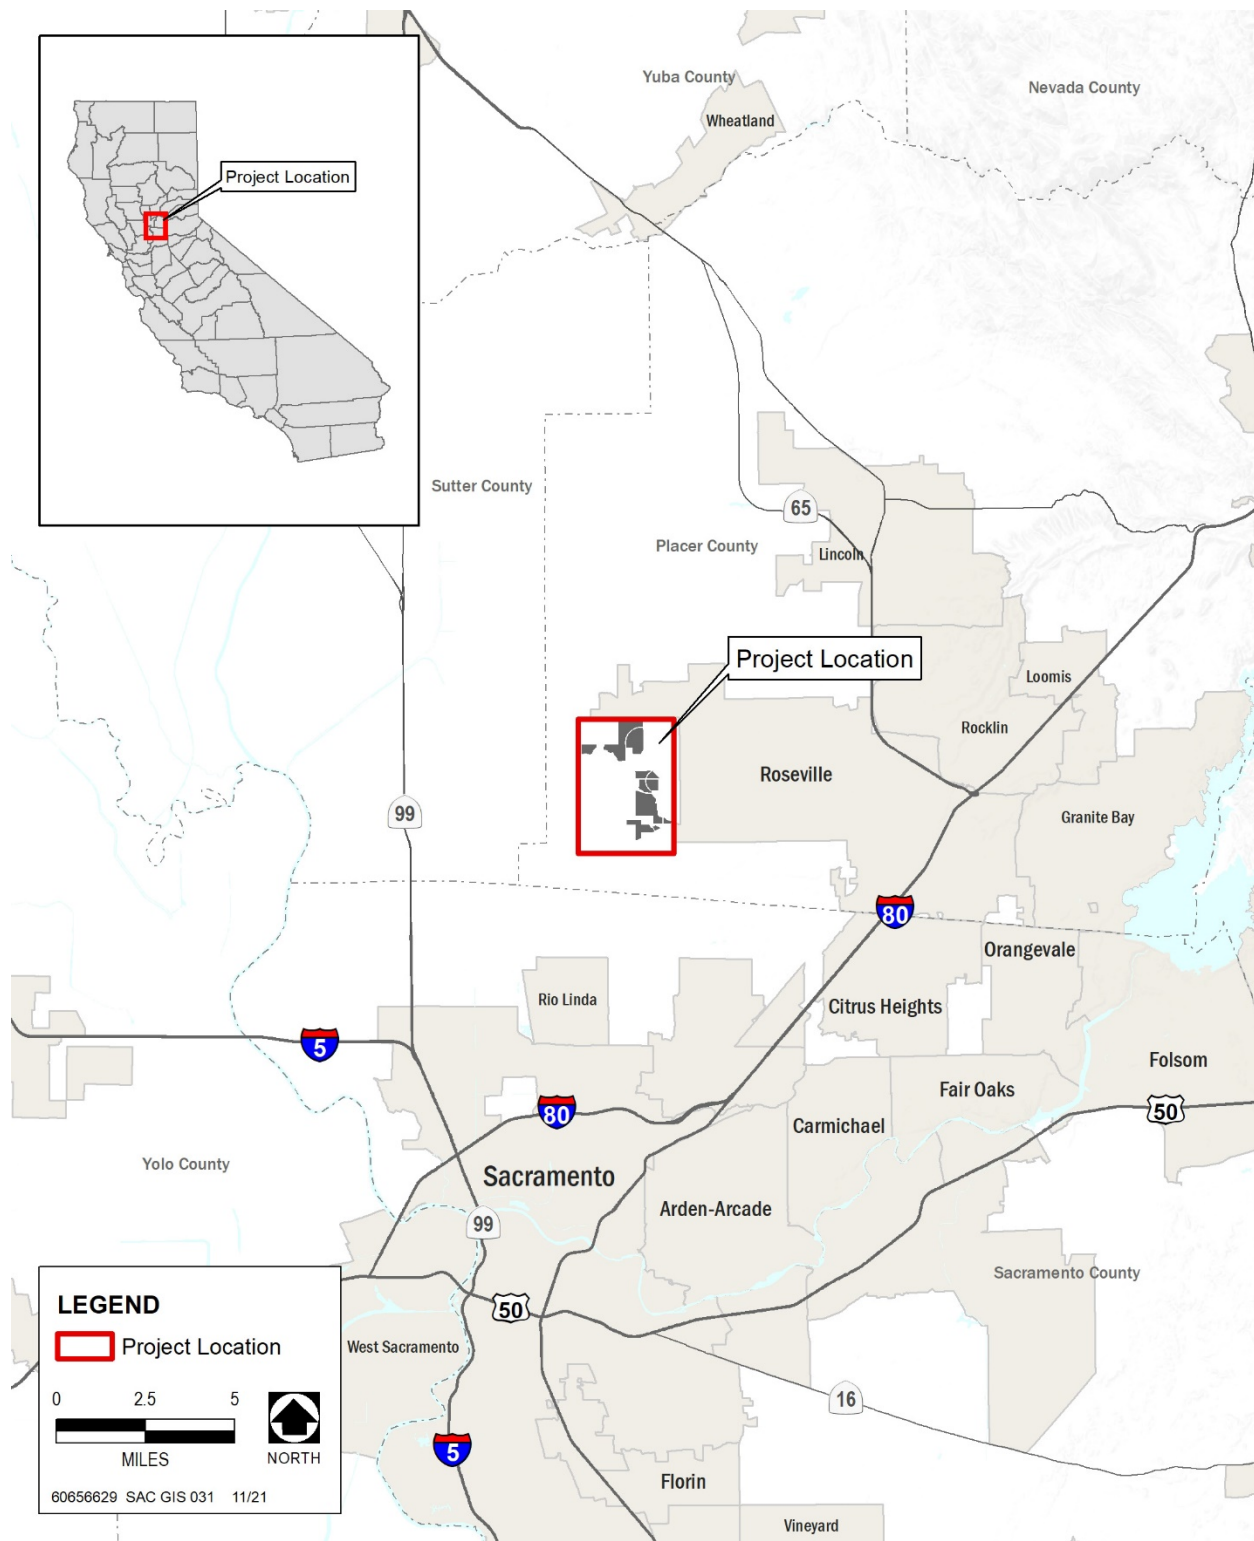 Yuba County
Nevada County
Wheatland
Project Location
Sutter County
65
Placer County
Lincoln
Project Location
Loomis
Rocklin
Roseville
99
Granite Bay
80
Orangevale
Rio Linda
Citrus Heights
5
Folsom
Fair Oaks
80
50
Carmichael
Yolo County
Sacramento
Arden-Arcade
99
Sacramento County
LEGEND
50
Project Location
West Sacramento
0 2.5 5
16
MILES
NORTH
5
Florin
60656629 SAC GIS 031 11/21
Vineyard